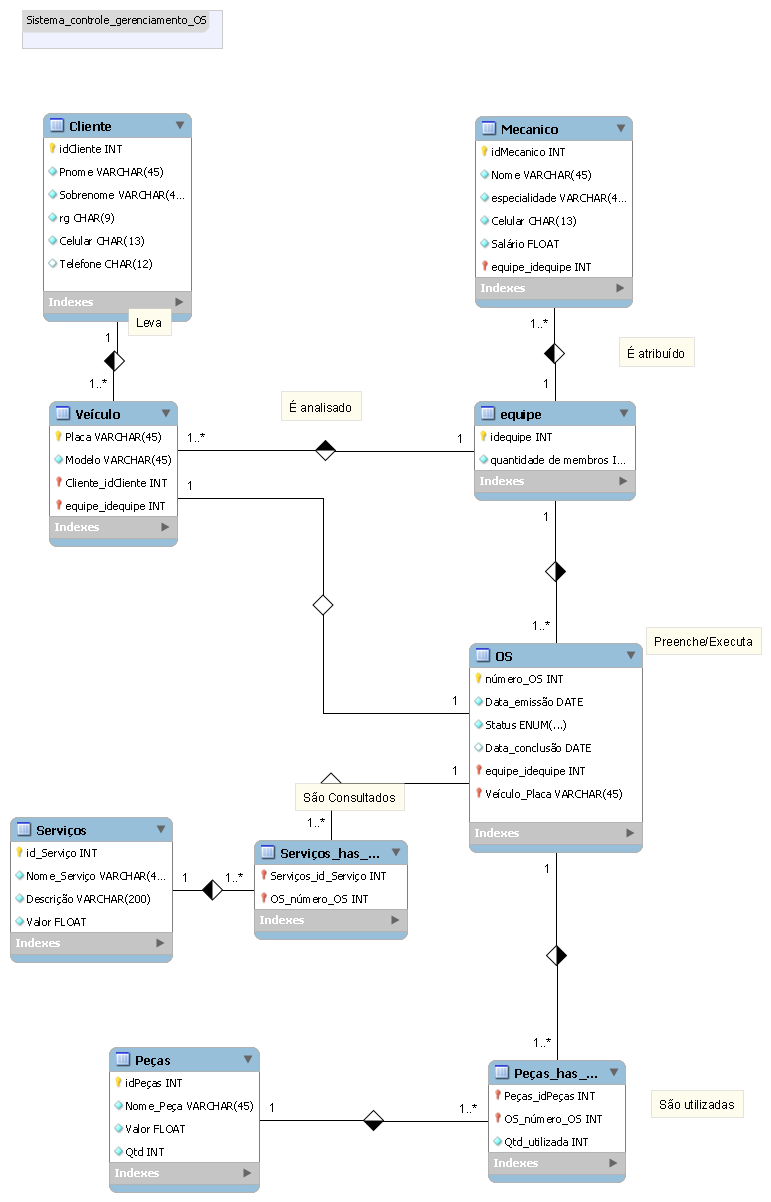 Sistema_controle_gerenciamento_OS
Cliente
idCliente INT
Pnome VARCHAR(45)
Sobrenome VARCHAR(4...
rg CHAR(9)
Celular CHAR(13)
Telefone CHAR(12)
Indexes
Mecanico
idMecanico INT
Nome VARCHAR(45)
especialidade VARCHAR(4...
Celular CHAR(13)
Salário FLOAT
equipe_idequipe INT
Indexes
1
Leva
1..*
1..*
É atribuído
1
Veículo
Placa VARCHAR(45)
Modelo VARCHAR(45)
Cliente_idCliente INT
equipe_idequipe INT
Indexes
É analisado
1..*
1
1
equipe
idequipe INT
quantidade de membros I...
Indexes
1
1..*
Preenche/Executa
OS
número_OS INT
Data_emissão DATE
Status ENUM(...)
Data_conclusão DATE
equipe_idequipe INT
Veículo_Placa VARCHAR(45)
Indexes
1
1
São Consultados
1..*
Serviços
id_Serviço INT
Nome_Serviço VARCHAR(4...
Descrição VARCHAR(200)
Valor FLOAT
Indexes
1
1..*
Serviços_has_...
Serviços_id_Serviço INT
OS_número_OS INT
Indexes
1
1..*
Peças
idPeças INT
Nome_Peça VARCHAR(45)
Valor FLOAT
Qtd INT
Indexes
1
1..*
Peças_has_...
Peças_idPeças INT
OS_número_OS INT
Qtd_utilizada INT
Indexes
São utilizadas